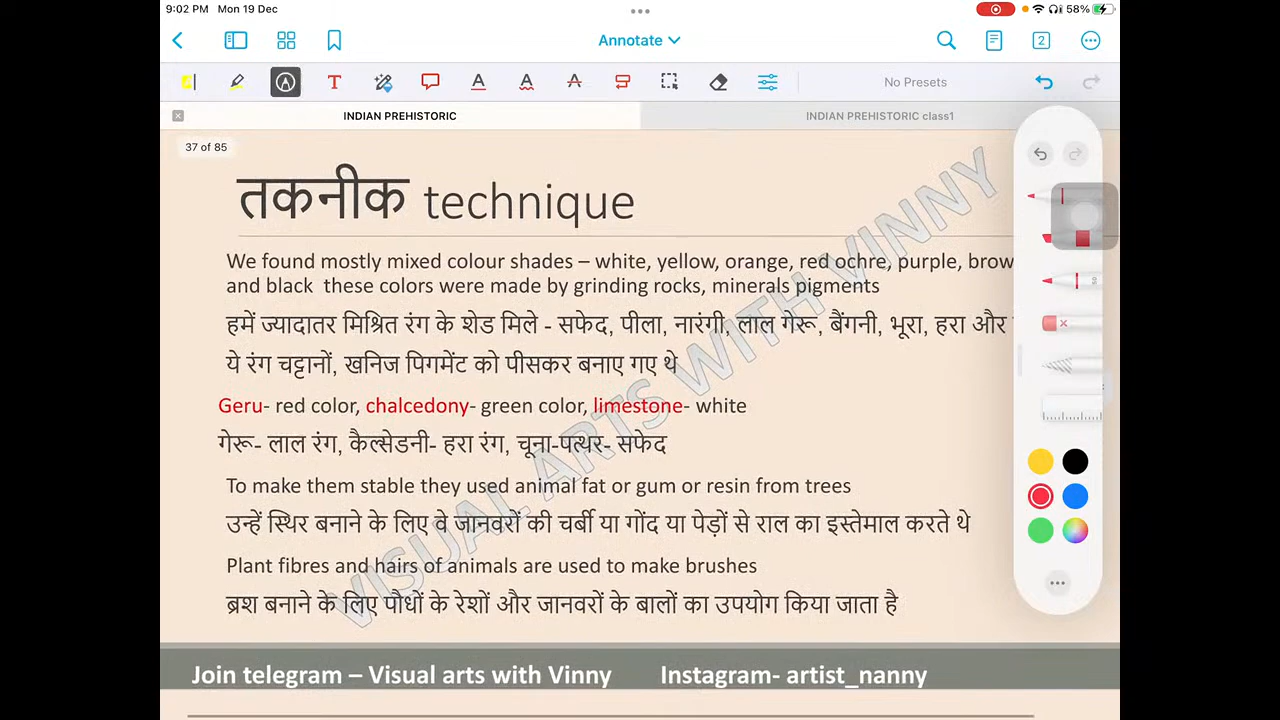 9:02 PM Mon 19 Dec
58%
Annotate
2
T
A
A
A
No Presets
INDIAN PREHISTORIC
INDIAN PREHISTORIC class1
37 of 85
तकनीक technique
We found mostly mixed colour shades – white, yellow, orange, red ochre, purple, brow
and black these colors were made by grinding rocks, minerals pigments
हमें ज्यादातर मिश्रित रंग के शेड मिले - सफेद, पीला, नारंगी, लाल गेरू, बैंगनी, भूरा, हरा और
ये रंग चट्टानों, खनिज पिगमेंट को पीसकर बनाए गए थे
Geru- red color, chalcedony- green color, limestone- white
गेरू- लाल रंग, कैल्सेडनी- हरा रंग, चूना-पत्थर- सफेद
To make them stable they used animal fat or gum or resin from trees
उन्हें स्थिर बनाने के लिए वे जानवरों की चर्बी या गोंद या पेड़ों से राल का इस्तेमाल करते थे
Plant fibres and hairs of animals are used to make brushes
ब्रश बनाने के लिए पौधों के रेशों और जानवरों के बालों का उपयोग किया जाता है
VISUAL ARTS WITH VINNY
Join telegram – Visual arts with Vinny Instagram- artist_nanny